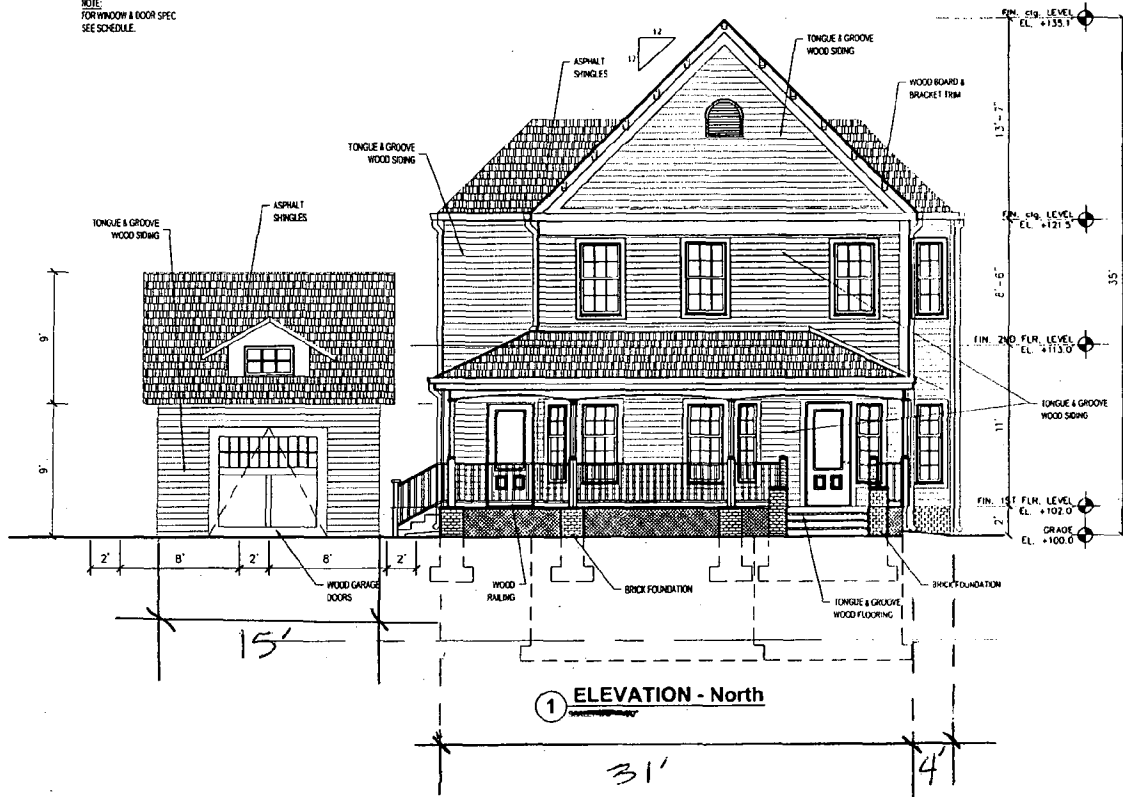 NOTE:
FOR WINDOW & DOOR SPEC
SEE SCHEDULE.
FIN. clg. LEVEL
EL. +135.1
12
12
TONGUE & GROOVE
WOOD SIDING
ASPHALT
SHINGLES
WOOD BOARD &
BRACKET TRIM
13'-7"
TONGUE & GROOVE
WOOD SIDING
ASPHALT
SHINGLES
TONGUE & GROOVE
WOOD SIDING
FIN. clg. LEVEL
EL. +121.5
8'-6"
35'
9'
FIN. 2ND FLR. LEVEL
EL. +113.0
TONGUE & GROOVE
WOOD SIDING
11'
9'
FIN. 1ST FLR. LEVEL
EL. +102.0
2'
GRADE
EL. +100.0
2'
8'
2'
8'
2'
WOOD GARAGE
DOORS
WOOD
RAILING
BRICK FOUNDATION
BRICK FOUNDATION
TONGUE & GROOVE
WOOD FLOORING
15'
1
ELEVATION - North
31'
4'